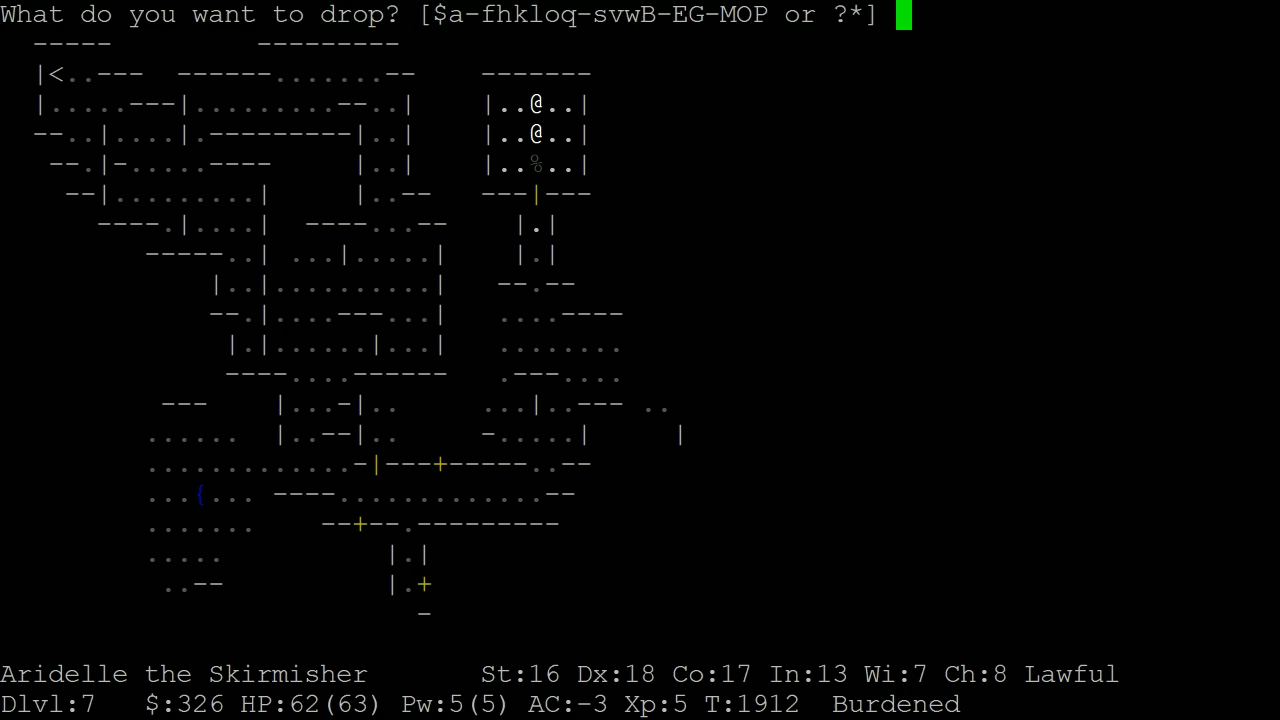 What do you want to drop? [$a-fhkloq-svwB-EG-MOP or ?*]
Aridelle the Skirmisher St:16 Dx:18 Co:17 In:13 Wi:7 Ch:8 Lawful
Dlvl:7 $:326 HP:62(63) Pw:5(5) AC:-3 Xp:5 T:1912 Burdened